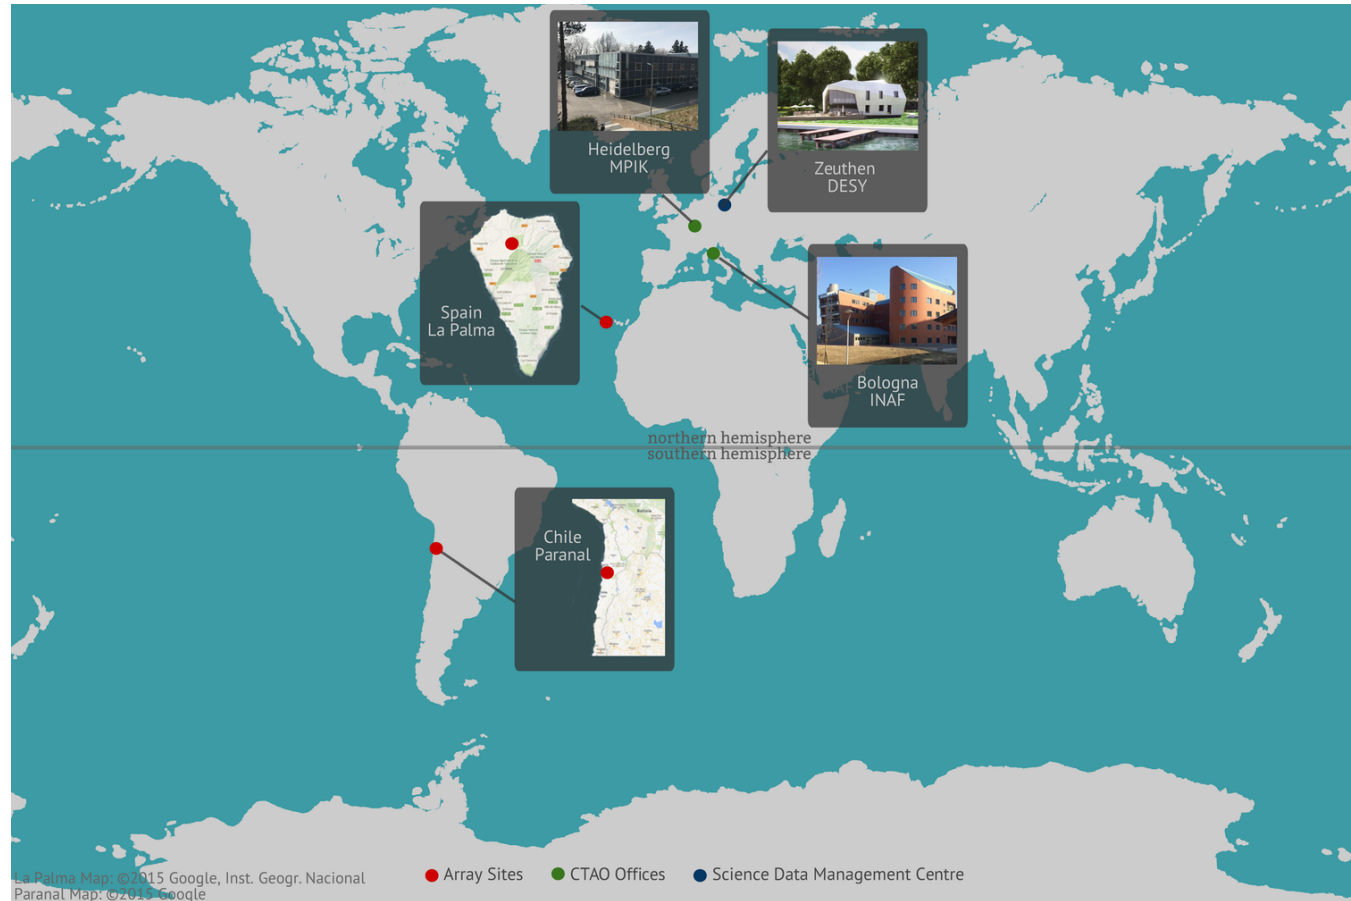 Heidelberg
MPIK
Zeuthen
DESY
Spain
La Palma
Bologna
INAF
northern hemisphere
southern hemisphere
Chile
Paranal
Bolivia
Array Sites
CTAO Offices
Science Data Management Centre
La Palma Map: ©2015 Google, Inst. Geogr. Nacional
Paranal Map: ©2015 Google